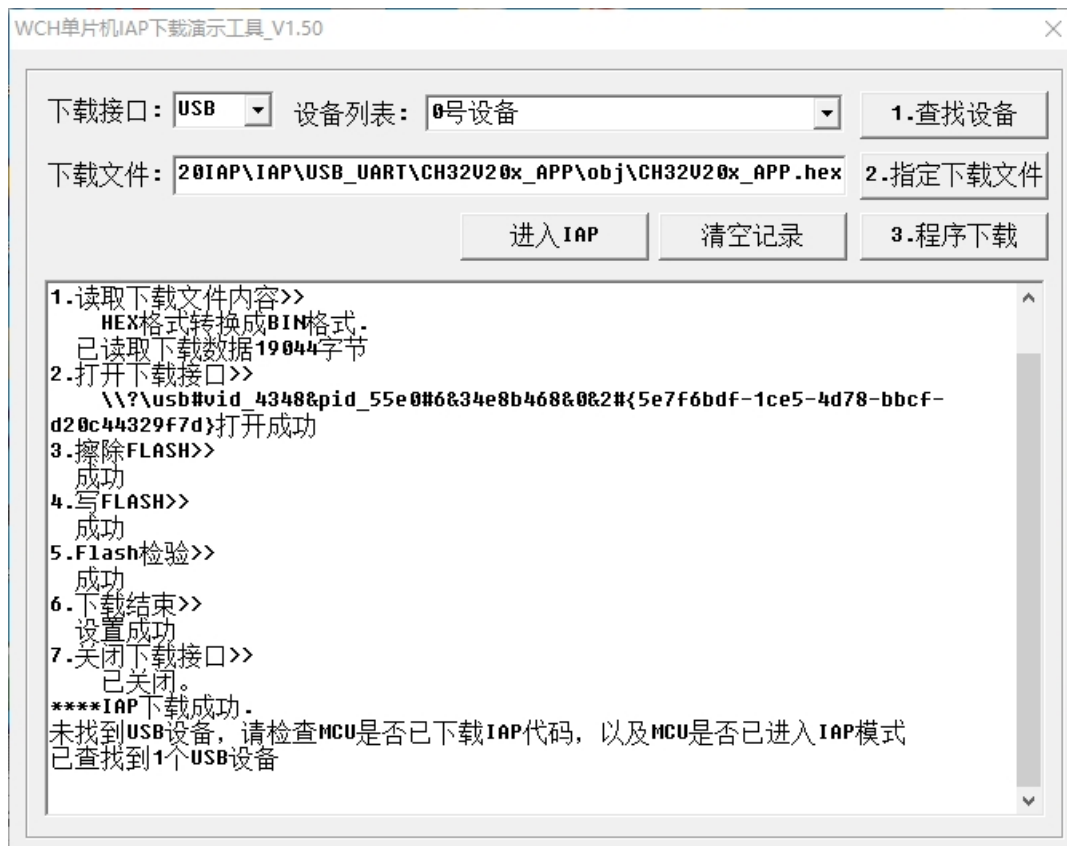 WCH单片机IAP下载演示工具_V1.50
下载接口: USB 设备列表: 0号设备 1.查找设备
下载文件: 20IAP\IAP\USB_UART\CH32V20x_APP\obj\CH32V20x_APP.hex 2.指定下载文件
进入IAP 清空记录 3.程序下载
1.读取下载文件内容>>
HEX格式转换成BIN格式.
已读取下载数据19044字节
2.打开下载接口>>
\\?\usb#vid_4348&pid_55e0#6&34e8b468&0&2#{5e7f6bdf-1ce5-4d78-bbcf-
d20c44329f7d}打开成功
3.擦除FLASH>>
成功
4.写FLASH>>
成功
5.Flash检验>>
成功
6.下载结束>>
设置成功
7.关闭下载接口>>
已关闭。
****IAP下载成功.
未找到USB设备，请检查MCU是否已下载IAP代码，以及MCU是否已进入IAP模式
已查找到1个USB设备